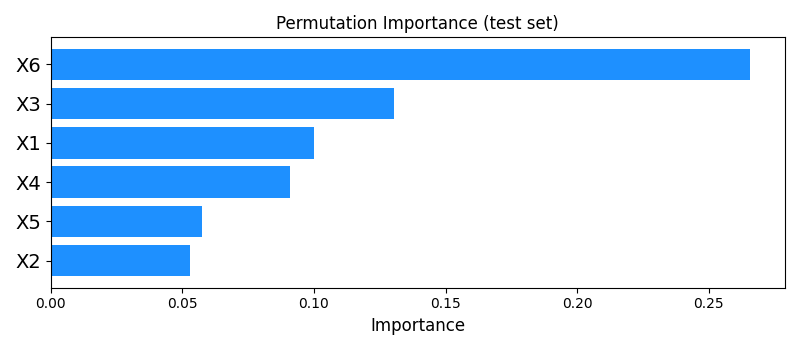 Permutation Importance (test set)
X6
X3
X1
X4
X5
X2
0.00 0.05 0.10 0.15 0.20 0.25
Importance